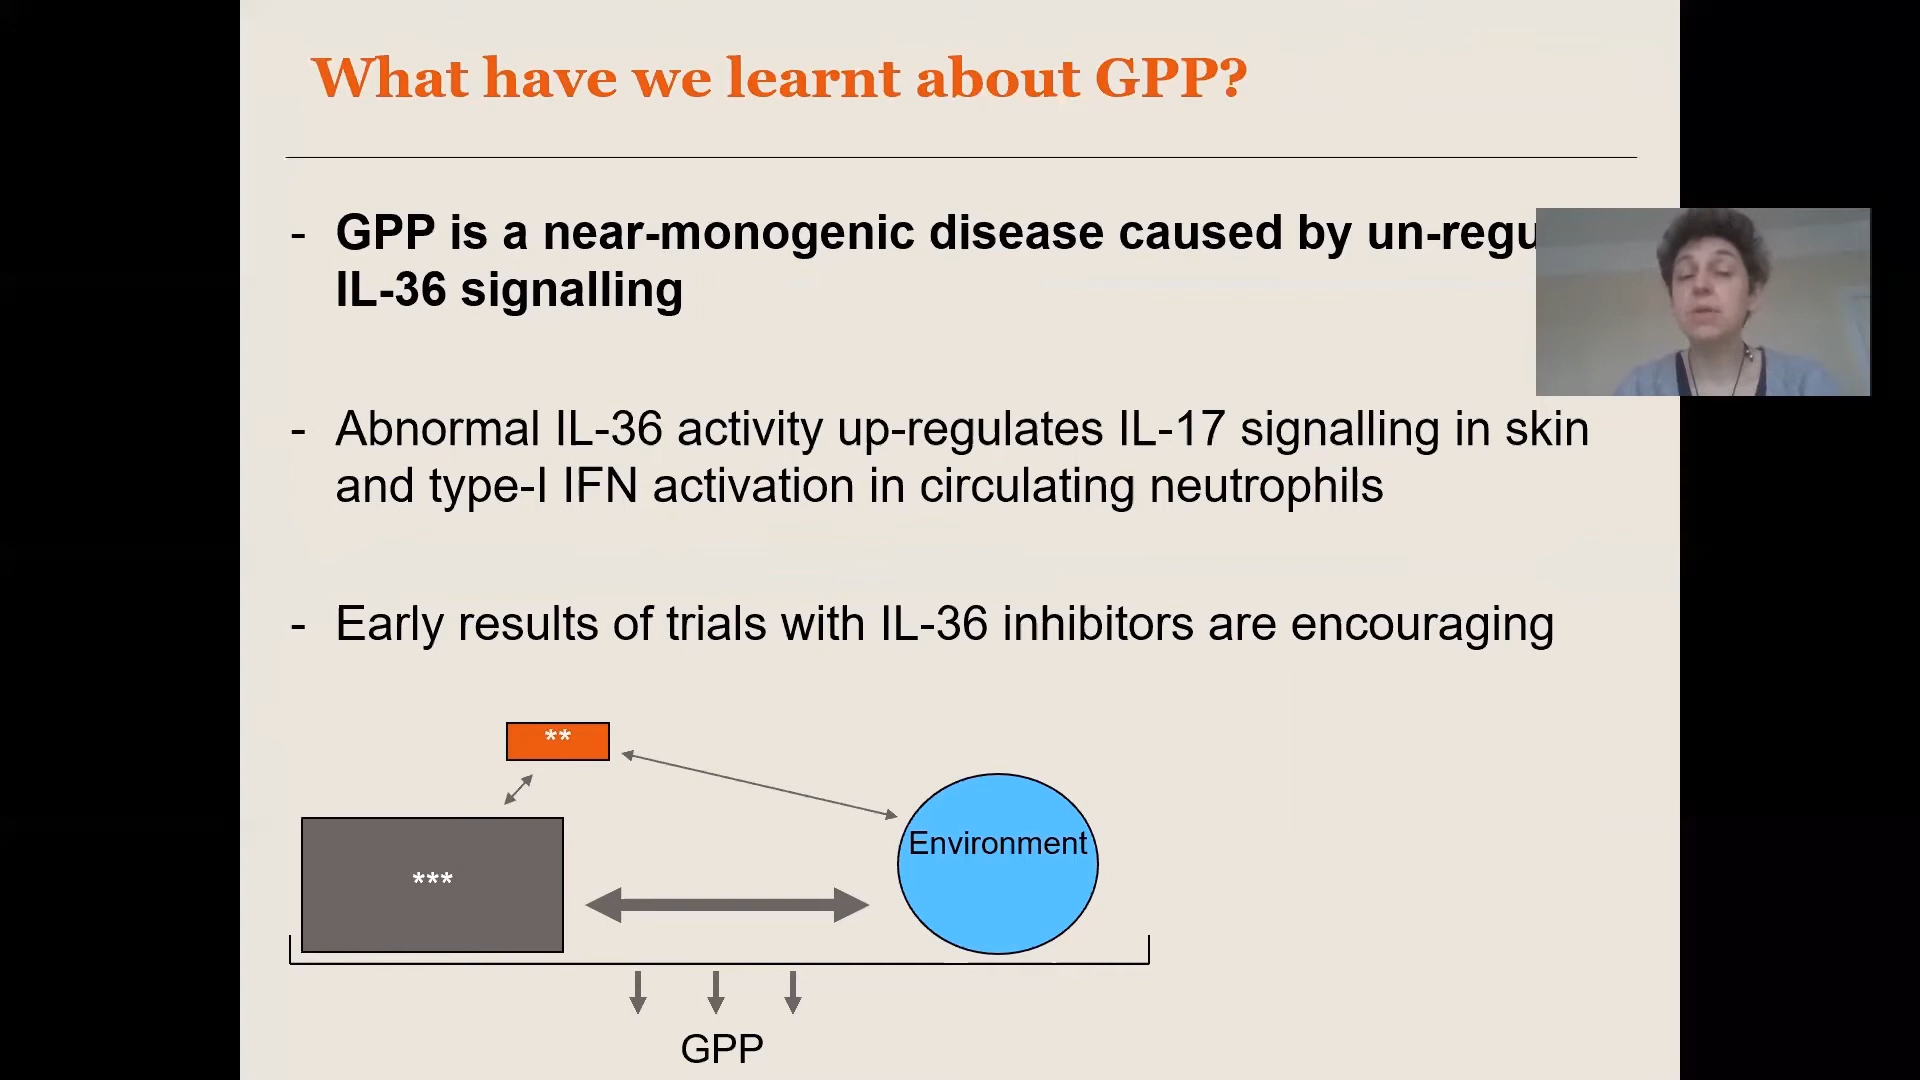 What have we learnt about GPP?
- GPP is a near-monogenic disease caused by un-regu
IL-36 signalling
- Abnormal IL-36 activity up-regulates IL-17 signalling in skin
and type-I IFN activation in circulating neutrophils
- Early results of trials with IL-36 inhibitors are encouraging
**
Environment
***
GPP